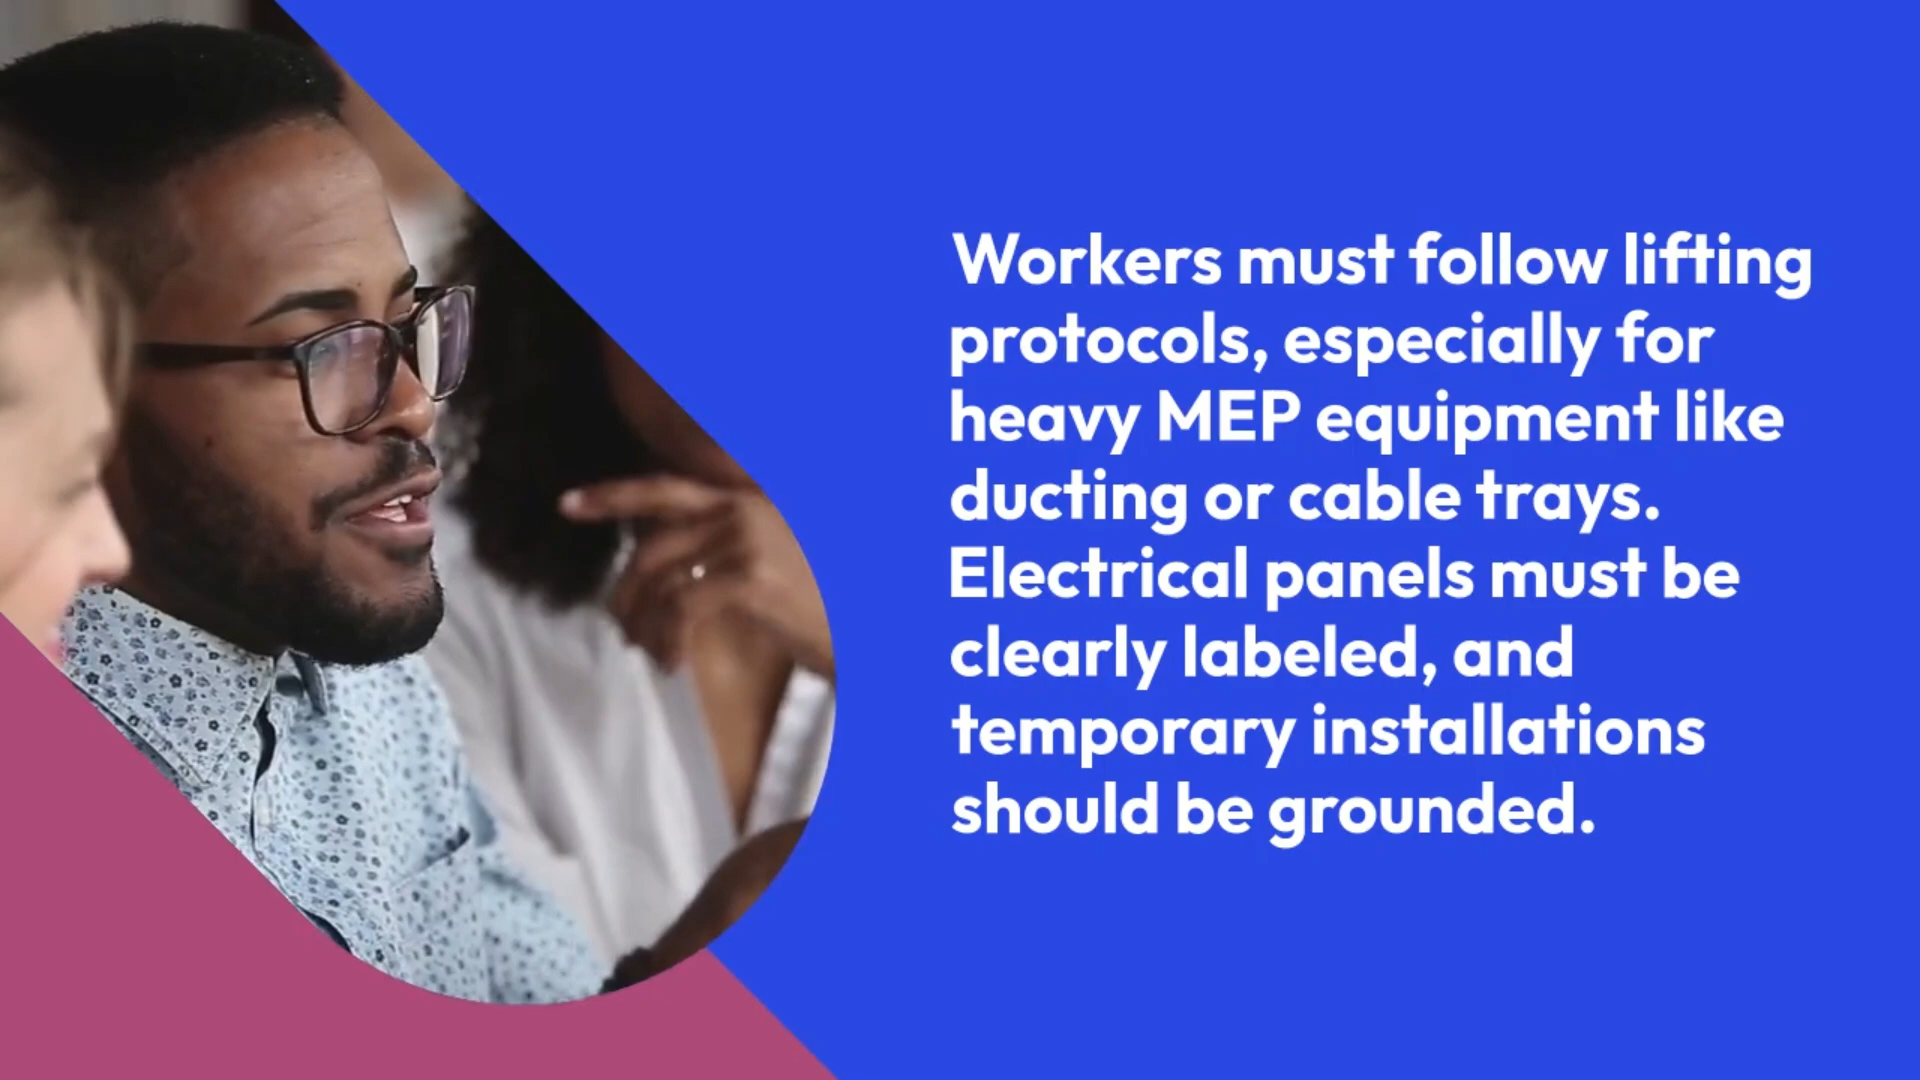 Workers must follow lifting
protocols, especially for
heavy MEP equipment like
ducting or cable trays.
Electrical panels must be
clearly labeled, and
temporary installations
should be grounded.